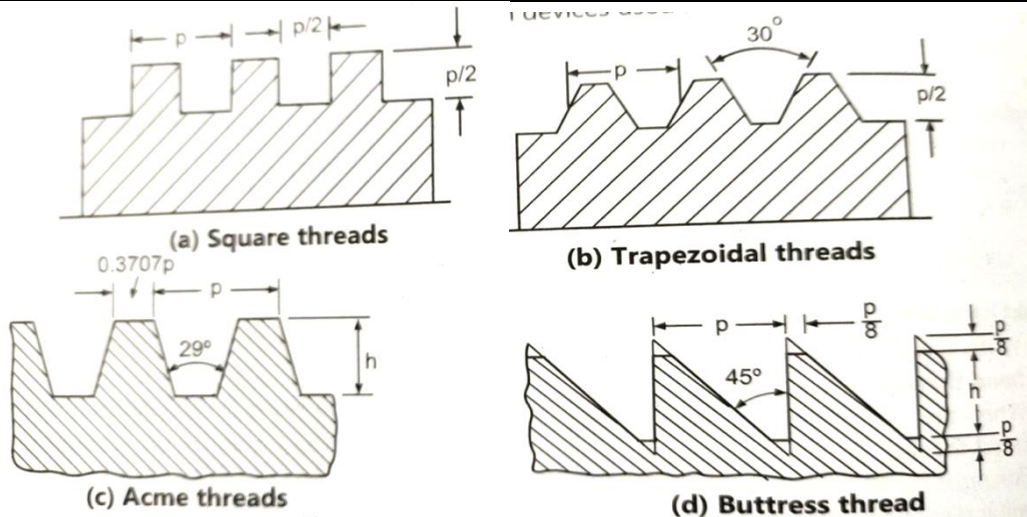 p
p/2
p/2
(a) Square threads
30°
p
p/2
(b) Trapezoidal threads
0.3707p
p
29°
h
(c) Acme threads
p
p/8
p/8
45°
h
p/8
(d) Buttress thread